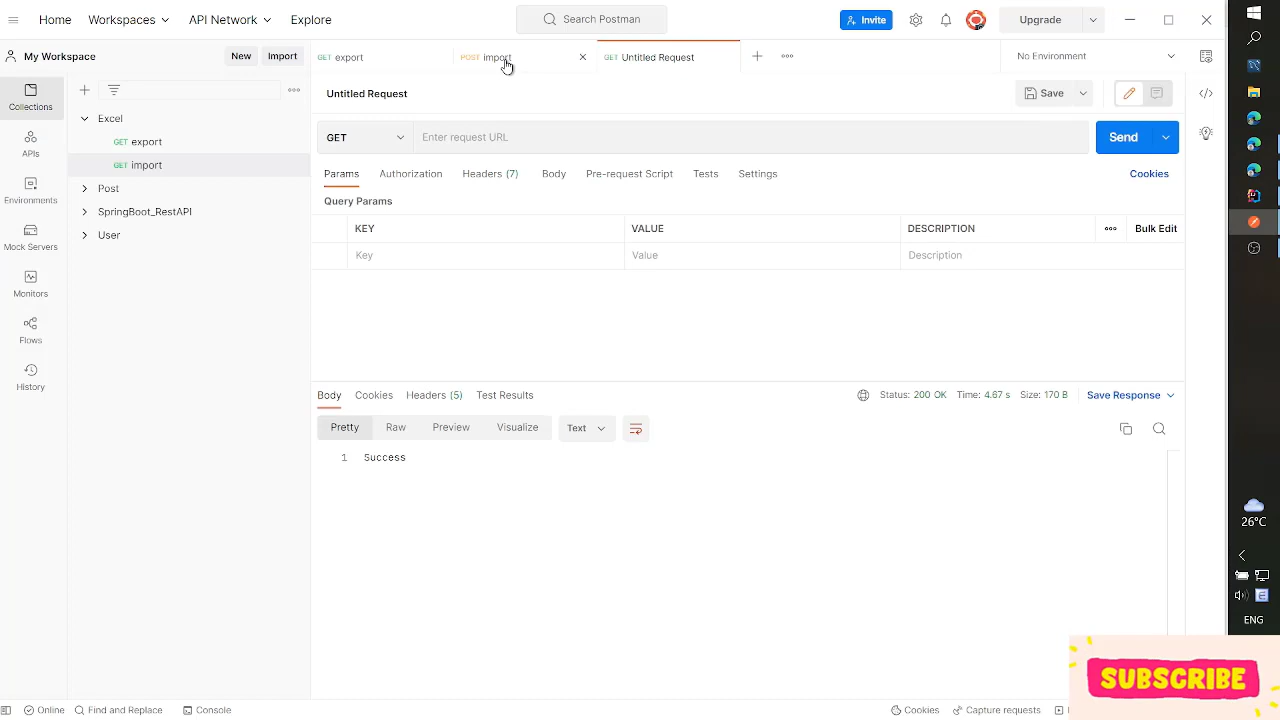 Home Workspaces API Network Explore Search Postman Invite Upgrade
My Workspace New Import GET export POST import GET Untitled Request No Environment
Collections
APIs
Environments
Mock Servers
Monitors
Flows
History
Excel
GET export
GET import
Post
SpringBoot_RestAPI
User
Untitled Request Save
GET Enter request URL Send
Params Authorization Headers (7) Body Pre-request Script Tests Settings Cookies
Query Params
KEY VALUE DESCRIPTION Bulk Edit
Key Value Description
Body Cookies Headers (5) Test Results Status: 200 OK Time: 4.67 s Size: 170 B Save Response
Pretty Raw Preview Visualize Text
1 Success
26°C
ENG
SUBSCRIBE
Online Find and Replace Console Cookies Capture requests